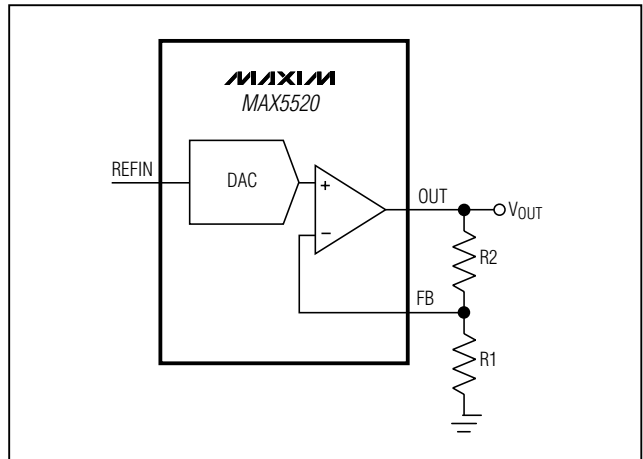 MAXIM
MAX5520
REFIN
DAC
+
−
OUT
VOUT
R2
FB
R1